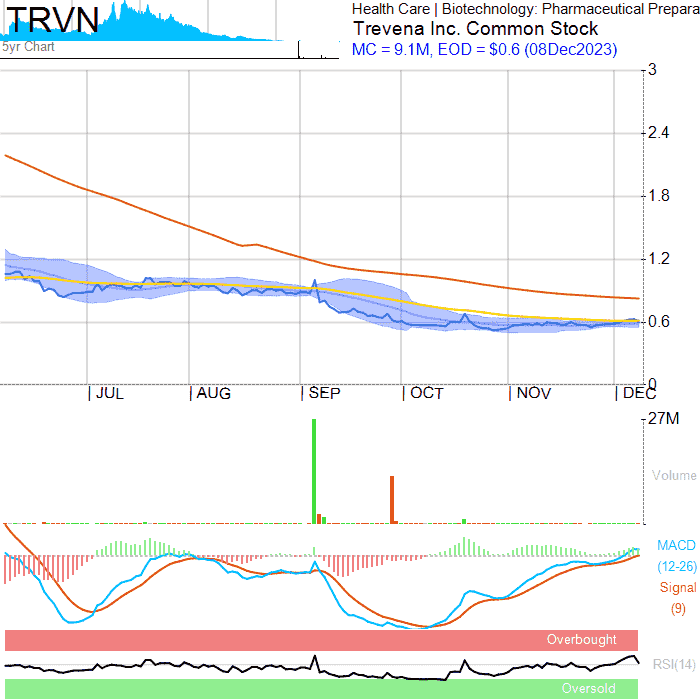 TRVN
5yr Chart
Health Care | Biotechnology: Pharmaceutical Prepara
Trevena Inc. Common Stock
MC = 9.1M, EOD = $0.6 (08Dec2023)
3
2.4
1.8
1.2
0.6
0
JUL AUG SEP OCT NOV DEC
27M
Volume
MACD
(12-26)
Signal
(9)
Overbought
RSI(14)
Oversold